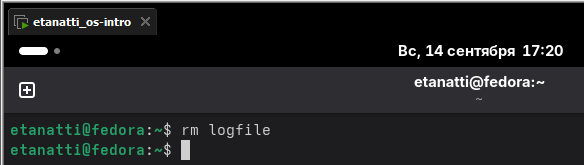 etanatti_os-intro
Вс, 14 сентября 17:20
etanatti@fedora:~
~
etanatti@fedora:~$ rm logfile
etanatti@fedora:~$